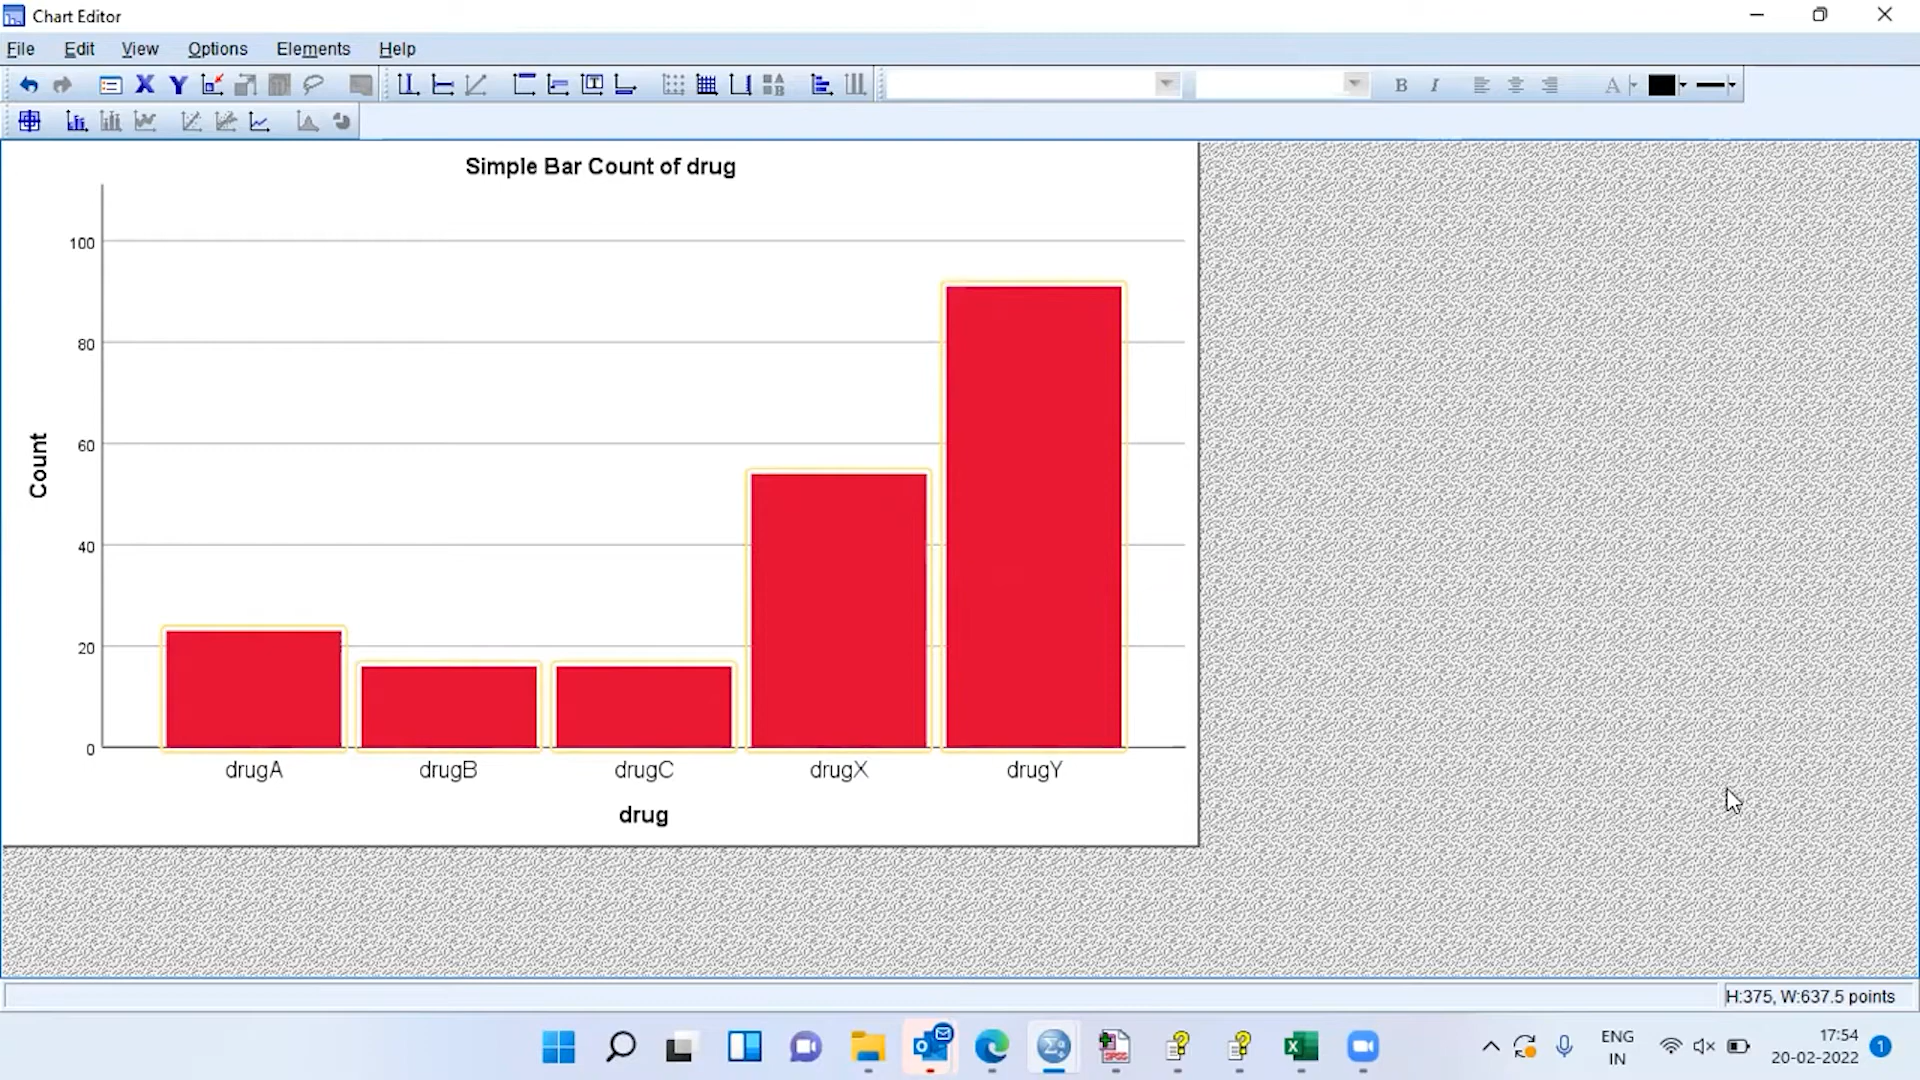 Chart Editor
File Edit View Options Elements Help
X Y B I A
Simple Bar Count of drug
100
80
60
40
20
0
Count
drugA drugB drugC drugX drugY
drug
H:375, W:637.5 points
ENG
IN
17:54
20-02-2022
1